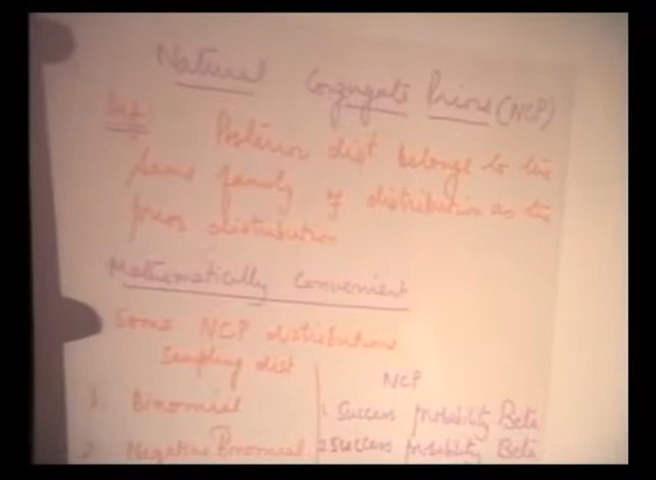 Natural Conjugate Priors (NCP)
Def. Posterior dist. belongs to the
same family of distribution as the
prior distribution
Mathematically Convenient
Some NCP distributions
Sampling dist NCP
1. Binomial 1. Success probability Beta
2. Negative Binomial 2. Success probability Beta